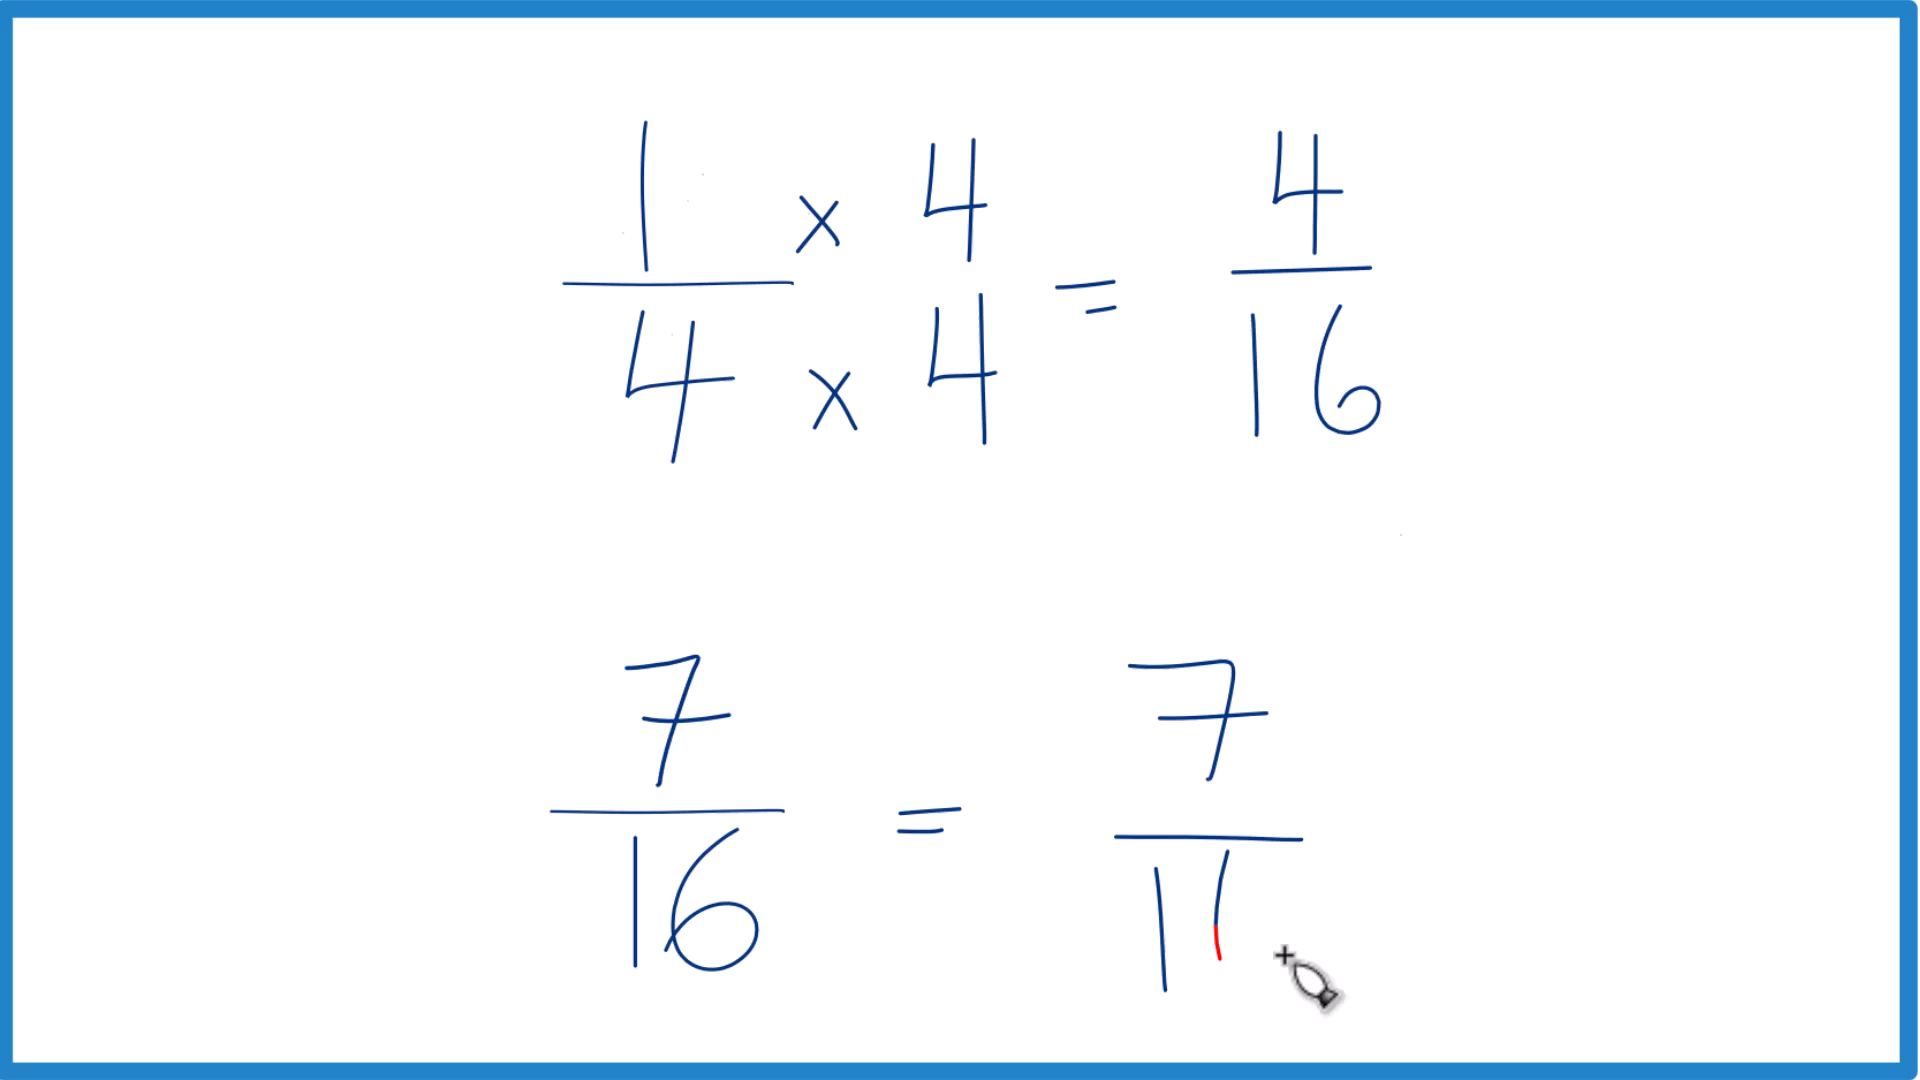 1/4 x 4/4 = 4/16
7/16 = 7/1